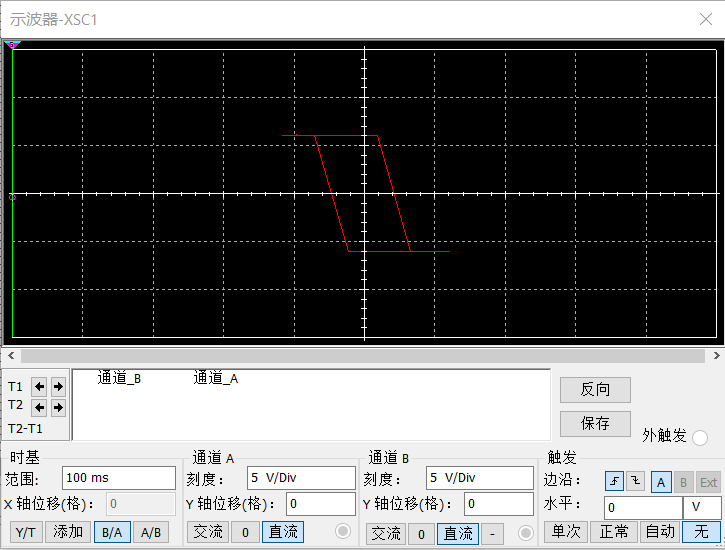 示波器-XSC1
通道_B 通道_A
T1
T2
T2-T1
反向
保存
外触发
时基
范围: 100 ms
X 轴位移(格): 0
Y/T 添加 B/A A/B
通道 A
刻度: 5 V/Div
Y 轴位移(格): 0
交流 0 直流
通道 B
刻度: 5 V/Div
Y 轴位移(格): 0
交流 0 直流 -
触发
边沿: A B Ext
水平: 0 V
单次 正常 自动 无